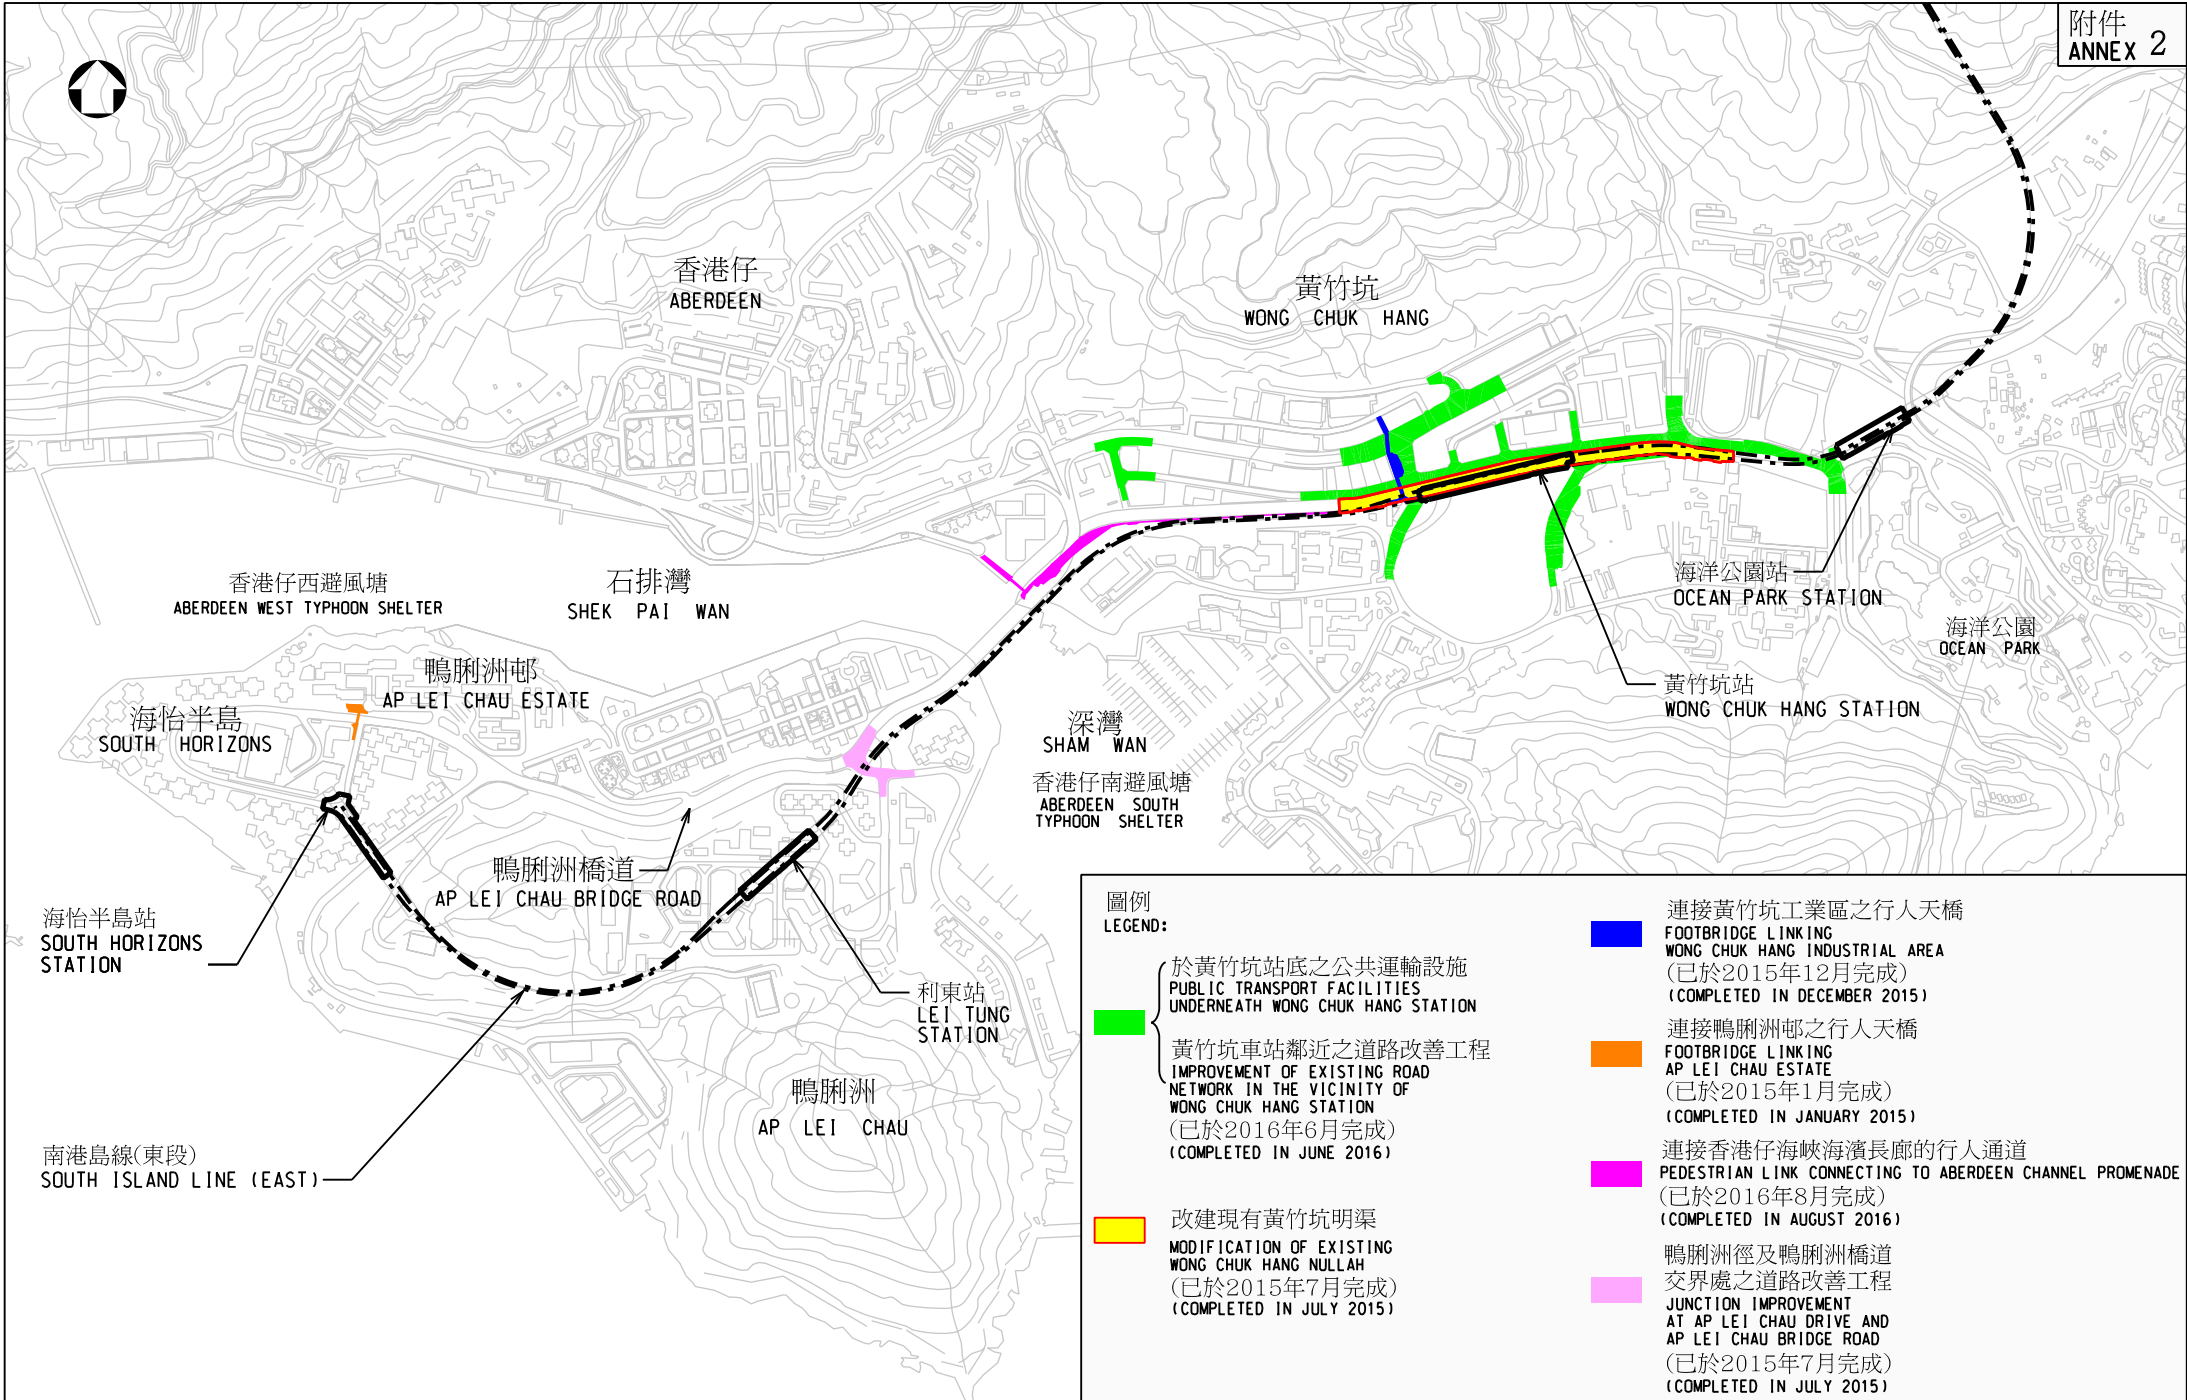 附件
ANNEX 2
香港仔
ABERDEEN
黃竹坑
WONG CHUK HANG
香港仔西避風塘
ABERDEEN WEST TYPHOON SHELTER
石排灣
SHEK PAI WAN
海洋公園站
OCEAN PARK STATION
海洋公園
OCEAN PARK
鴨脷洲邨
AP LEI CHAU ESTATE
海怡半島
SOUTH HORIZONS
黃竹坑站
WONG CHUK HANG STATION
深灣
SHAM WAN
香港仔南避風塘
ABERDEEN SOUTH
TYPHOON SHELTER
鴨脷洲橋道
AP LEI CHAU BRIDGE ROAD
海怡半島站
SOUTH HORIZONS
STATION
利東站
LEI TUNG
STATION
鴨脷洲
AP LEI CHAU
南港島線(東段)
SOUTH ISLAND LINE (EAST)
圖例
LEGEND:
於黃竹坑站底之公共運輸設施
PUBLIC TRANSPORT FACILITIES
UNDERNEATH WONG CHUK HANG STATION
黃竹坑車站鄰近之道路改善工程
IMPROVEMENT OF EXISTING ROAD
NETWORK IN THE VICINITY OF
WONG CHUK HANG STATION
(已於2016年6月完成)
(COMPLETED IN JUNE 2016)
改建現有黃竹坑明渠
MODIFICATION OF EXISTING
WONG CHUK HANG NULLAH
(已於2015年7月完成)
(COMPLETED IN JULY 2015)
連接黃竹坑工業區之行人天橋
FOOTBRIDGE LINKING
WONG CHUK HANG INDUSTRIAL AREA
(已於2015年12月完成)
(COMPLETED IN DECEMBER 2015)
連接鴨脷洲邨之行人天橋
FOOTBRIDGE LINKING
AP LEI CHAU ESTATE
(已於2015年1月完成)
(COMPLETED IN JANUARY 2015)
連接香港仔海峽海濱長廊的行人通道
PEDESTRIAN LINK CONNECTING TO ABERDEEN CHANNEL PROMENADE
(已於2016年8月完成)
(COMPLETED IN AUGUST 2016)
鴨脷洲徑及鴨脷洲橋道
交界處之道路改善工程
JUNCTION IMPROVEMENT
AT AP LEI CHAU DRIVE AND
AP LEI CHAU BRIDGE ROAD
(已於2015年7月完成)
(COMPLETED IN JULY 2015)